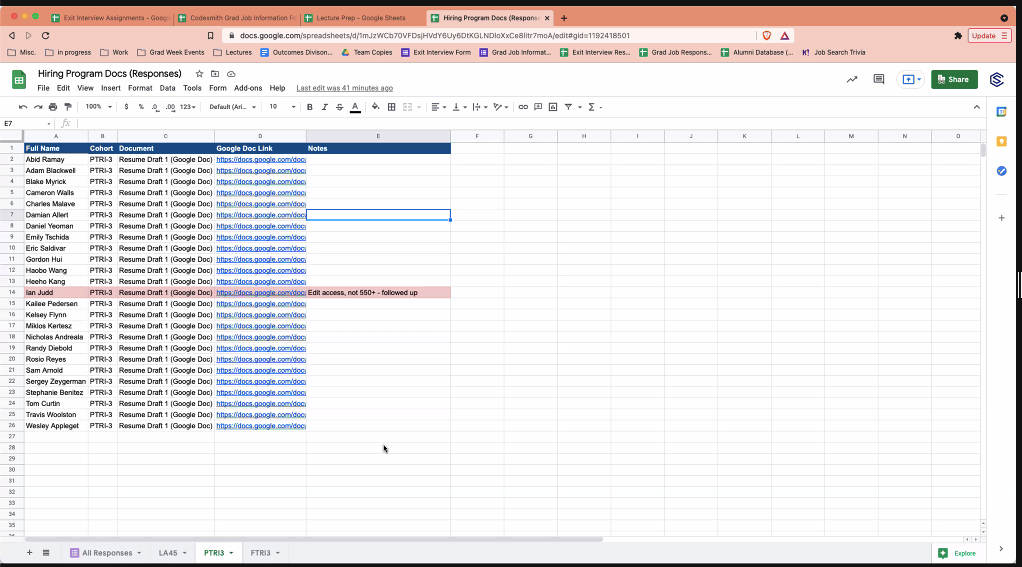 Exit Interview Assignments - Goog
Codesmith Grad Job Information Fo
Lecture Prep - Google Sheets
Hiring Program Docs (Respons
docs.google.com/spreadsheets/d/1mJzWCb70VFDsjHVdY6Uy6DtKGLNDloXxCe8litr7moA/edit#gid=1192418501
Update
Misc. in progress Work Grad Week Events Lectures Outcomes Divison... Team Copies Exit Interview Form Grad Job Informat... Exit Interview Res... Grad Job Respons... Alumni Database (... Job Search Trivia
Hiring Program Docs (Responses)
File Edit View Insert Format Data Tools Form Add-ons Help Last edit was 41 minutes ago
Share
100% $ % .0 .00 123 Default (Ari... 10 B I S A
E7 fx
A B C D E F G H I J K L M N O
1 Full Name Cohort Document Google Doc Link Notes
2 Abid Ramay PTRI-3 Resume Draft 1 (Google Doc) https://docs.google.com/doc
3 Adam Blackwell PTRI-3 Resume Draft 1 (Google Doc) https://docs.google.com/doc
4 Blake Myrick PTRI-3 Resume Draft 1 (Google Doc) https://docs.google.com/doc
5 Cameron Walls PTRI-3 Resume Draft 1 (Google Doc) https://docs.google.com/doc
6 Charles Malave PTRI-3 Resume Draft 1 (Google Doc) https://docs.google.com/doc
7 Damian Allert PTRI-3 Resume Draft 1 (Google Doc) https://docs.google.com/doc
8 Daniel Yeoman PTRI-3 Resume Draft 1 (Google Doc) https://docs.google.com/doc
9 Emily Tschida PTRI-3 Resume Draft 1 (Google Doc) https://docs.google.com/doc
10 Eric Saldivar PTRI-3 Resume Draft 1 (Google Doc) https://docs.google.com/doc
11 Gordon Hui PTRI-3 Resume Draft 1 (Google Doc) https://docs.google.com/doc
12 Haobo Wang PTRI-3 Resume Draft 1 (Google Doc) https://docs.google.com/doc
13 Heeho Kang PTRI-3 Resume Draft 1 (Google Doc) https://docs.google.com/doc
14 Ian Judd PTRI-3 Resume Draft 1 (Google Doc) https://docs.google.com/doc Edit access, not 550+ - followed up
15 Kailee Pedersen PTRI-3 Resume Draft 1 (Google Doc) https://docs.google.com/doc
16 Kelsey Flynn PTRI-3 Resume Draft 1 (Google Doc) https://docs.google.com/doc
17 Miklos Kertesz PTRI-3 Resume Draft 1 (Google Doc) https://docs.google.com/doc
18 Nicholas Andreala PTRI-3 Resume Draft 1 (Google Doc) https://docs.google.com/doc
19 Randy Diebold PTRI-3 Resume Draft 1 (Google Doc) https://docs.google.com/doc
20 Rosio Reyes PTRI-3 Resume Draft 1 (Google Doc) https://docs.google.com/doc
21 Sam Arnold PTRI-3 Resume Draft 1 (Google Doc) https://docs.google.com/doc
22 Sergey Zeygerman PTRI-3 Resume Draft 1 (Google Doc) https://docs.google.com/doc
23 Stephanie Benitez PTRI-3 Resume Draft 1 (Google Doc) https://docs.google.com/doc
24 Tom Curtin PTRI-3 Resume Draft 1 (Google Doc) https://docs.google.com/doc
25 Travis Woolston PTRI-3 Resume Draft 1 (Google Doc) https://docs.google.com/doc
26 Wesley Appleget PTRI-3 Resume Draft 1 (Google Doc) https://docs.google.com/doc
27
28
29
30
31
32
33
34
35
All Responses LA45 PTRI3 FTRI3 Explore